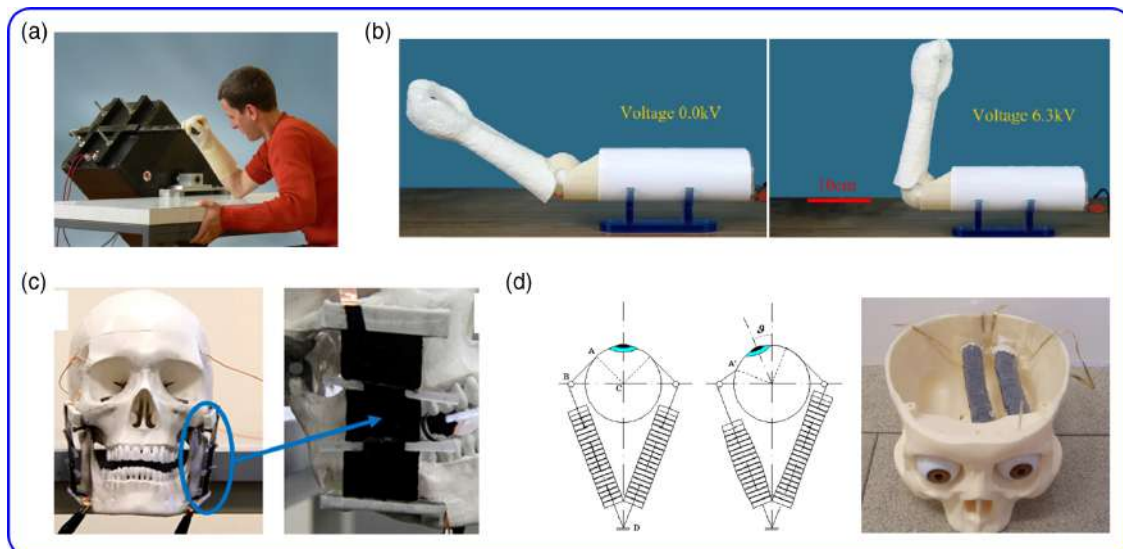 (a)
(b)
Voltage 0.0kV
Voltage 6.3kV
10cm
(c)
(d)
A
B
C
D
ϑ
A'